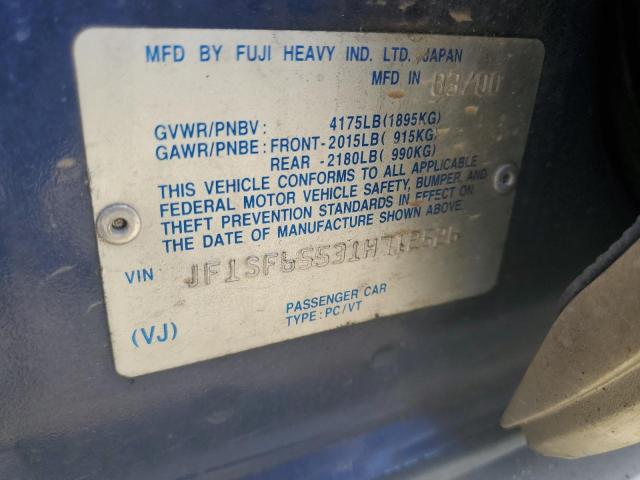 MFD BY FUJI HEAVY IND. LTD. JAPAN
MFD IN 03/00
GVWR/PNBV: 4175LB(1895KG)
GAWR/PNBE: FRONT-2015LB( 915KG)
REAR -2180LB( 990KG)
THIS VEHICLE CONFORMS TO ALL APPLICABLE
FEDERAL MOTOR VEHICLE SAFETY, BUMPER, AND
THEFT PREVENTION STANDARDS IN EFFECT ON
THE DATE OF MANUFACTURE SHOWN ABOVE.
VIN
PASSENGER CAR
(VJ) TYPE: PC/VT